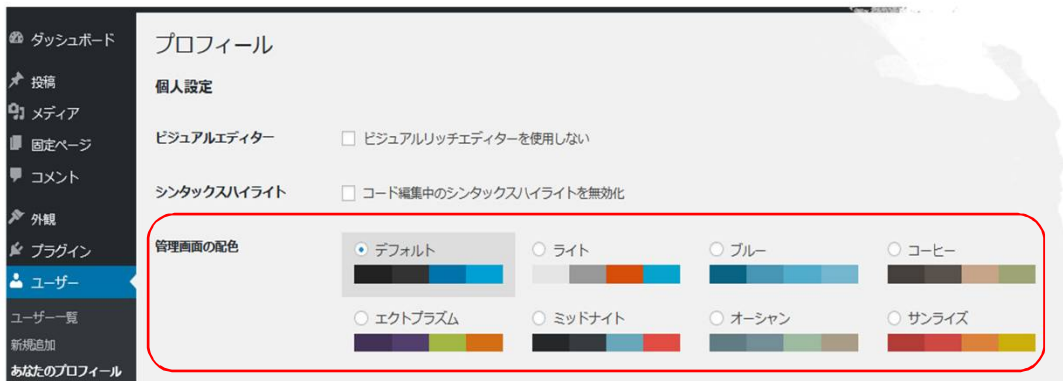 ダッシュボード
投稿
メディア
固定ページ
コメント
外観
プラグイン
ユーザー
ユーザー一覧
新規追加
あなたのプロフィール
プロフィール
個人設定
ビジュアルエディター
ビジュアルリッチエディターを使用しない
シンタックスハイライト
コード編集中のシンタックスハイライトを無効化
管理画面の配色
デフォルト
ライト
ブルー
コーヒー
エクトプラズム
ミッドナイト
オーシャン
サンライズ